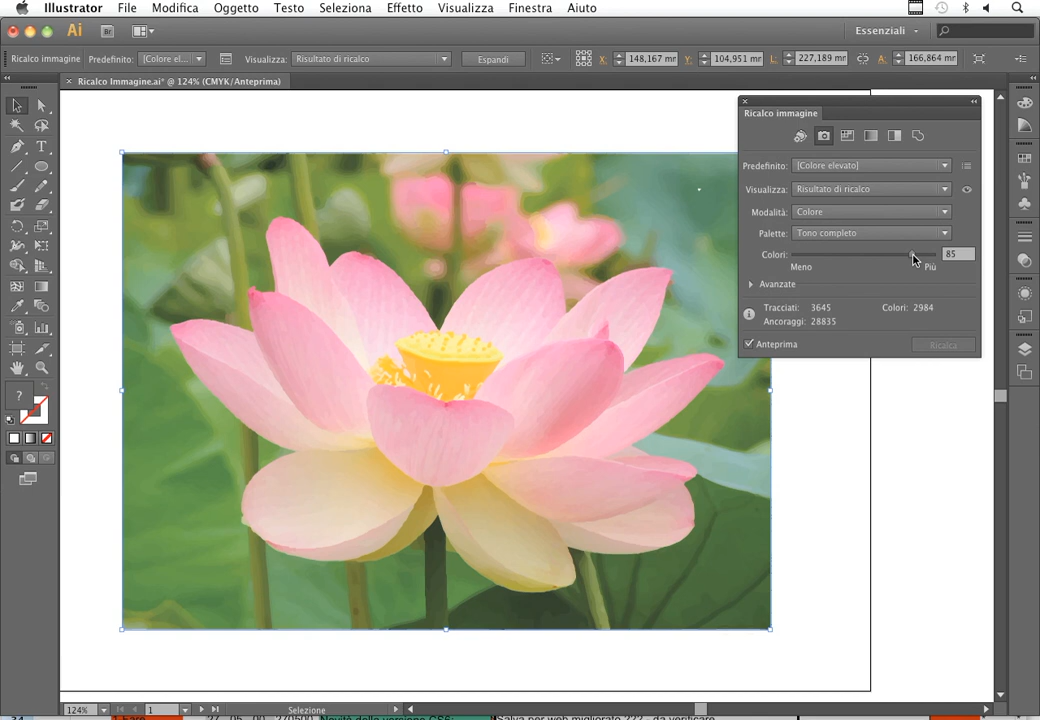 Illustrator File Modifica Oggetto Testo Seleziona Effetto Visualizza Finestra Aiuto
Ai Br Essenziali
Ricalco immagine Predefinito: [Colore el... Visualizza: Risultato di ricalco Espandi X: 148,167 mr Y: 104,951 mr L: 227,189 mr A: 166,864 mr
× Ricalco Immagine.ai* @ 124% (CMYK/Anteprima)
Ricalco immagine
Predefinito: [Colore elevato]
Visualizza: Risultato di ricalco
Modalità: Colore
Palette: Tono completo
Colori: 85
Meno Più
Avanzate
Tracciati: 3645 Colori: 2984
Ancoraggi: 28835
Anteprima Ricalca
?
124% 1 Selezione